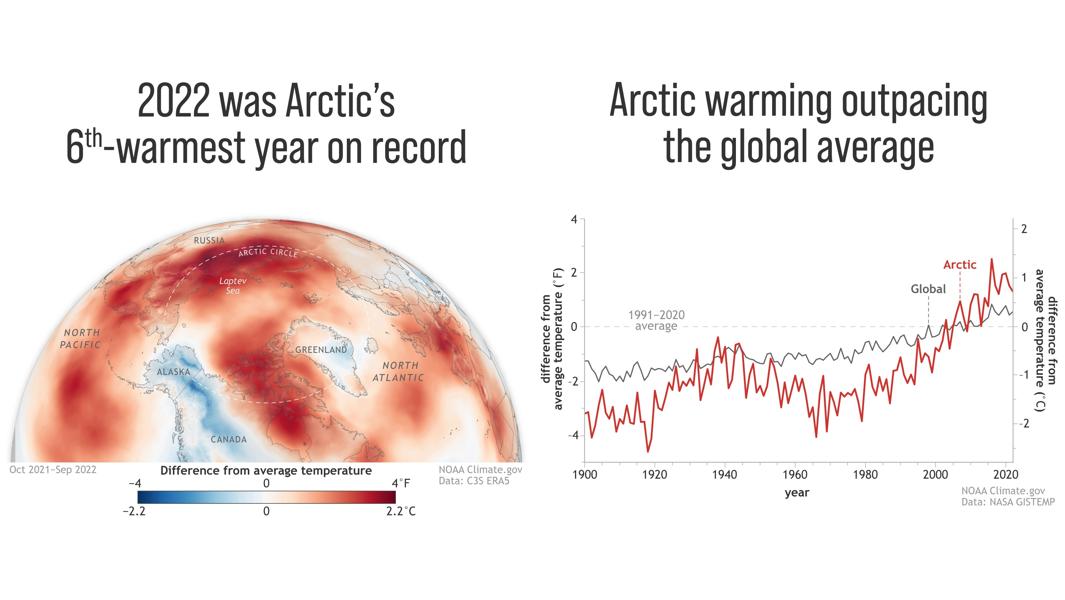 2022 was Arctic's
6th-warmest year on record
RUSSIA
ARCTIC CIRCLE
Laptev
Sea
NORTH
PACIFIC
ALASKA
GREENLAND
NORTH
ATLANTIC
CANADA
Oct 2021–Sep 2022
Difference from average temperature
NOAA Climate.gov
Data: C3S ERA5
−4 0 4°F
−2.2 0 2.2°C
Arctic warming outpacing
the global average
difference from
average temperature (°F)
4
2
0
−2
−4
1991–2020
average
Global
Arctic
2
1
0
−1
−2
difference from
average temperature (°C)
1900 1920 1940 1960 1980 2000 2020
year
NOAA Climate.gov
Data: NASA GISTEMP